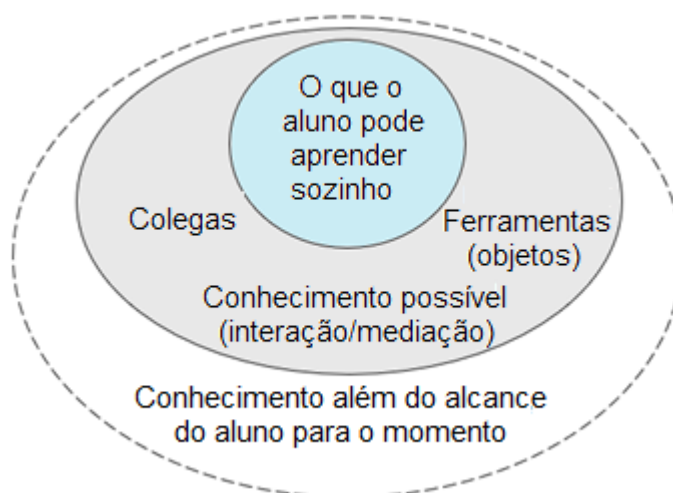 O que o
aluno pode
aprender
sozinho
Colegas
Ferramentas
(objetos)
Conhecimento possível
(interação/mediação)
Conhecimento além do alcance
do aluno para o momento